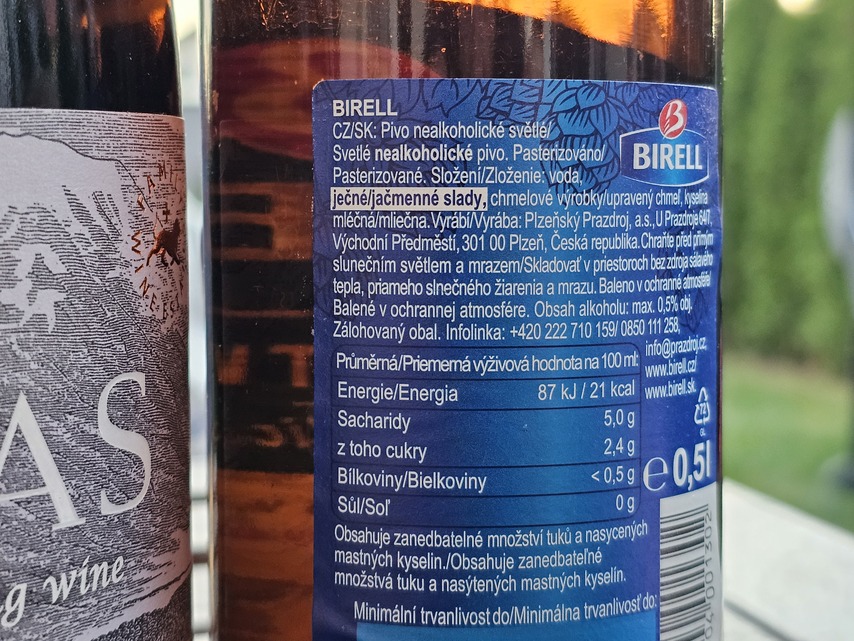 BIRELL
CZ/SK: Pivo nealkoholické světlé/
Svetlé nealkoholické pivo. Pasterizováno/
Pasterizované. Složení/Zloženie: voda,
ječné/jačmenné slady, chmelové výrobky/upravený chmel, kyselina
mléčná/mliečna. Vyrábí/Vyrába: Plzeňský Prazdroj, a.s., U Prazdroje 64/7,
Východní Předměstí, 301 00 Plzeň, Česká republika. Chraňte před přímým
slunečním světlem a mrazem/Skladovať v priestoroch bez zdroja sálavého
tepla, priameho slnečného žiarenia a mrazu. Baleno v ochranné atmosféře/
Balené v ochrannej atmosfére. Obsah alkoholu: max. 0,5% obj.
Zálohovaný obal. Infolinka: +420 222 710 159/ 0850 111 258,
info@prazdroj.cz
www.birell.cz/
www.birell.sk
B
BIRELL
Průměrná/Priemerná výživová hodnota na 100 ml:
Energie/Energia 87 kJ / 21 kcal
Sacharidy 5,0 g
z toho cukry 2,4 g
Bílkoviny/Bielkoviny < 0,5 g
Sůl/Soľ 0 g
72
GL
e 0,5l
Obsahuje zanedbatelné množství tuků a nasycených
mastných kyselin./Obsahuje zanedbateľné
množstvá tuku a nasýtených mastných kyselín.
Minimální trvanlivost do/Minimálna trvanlivosť do:
001302
AS
g wine